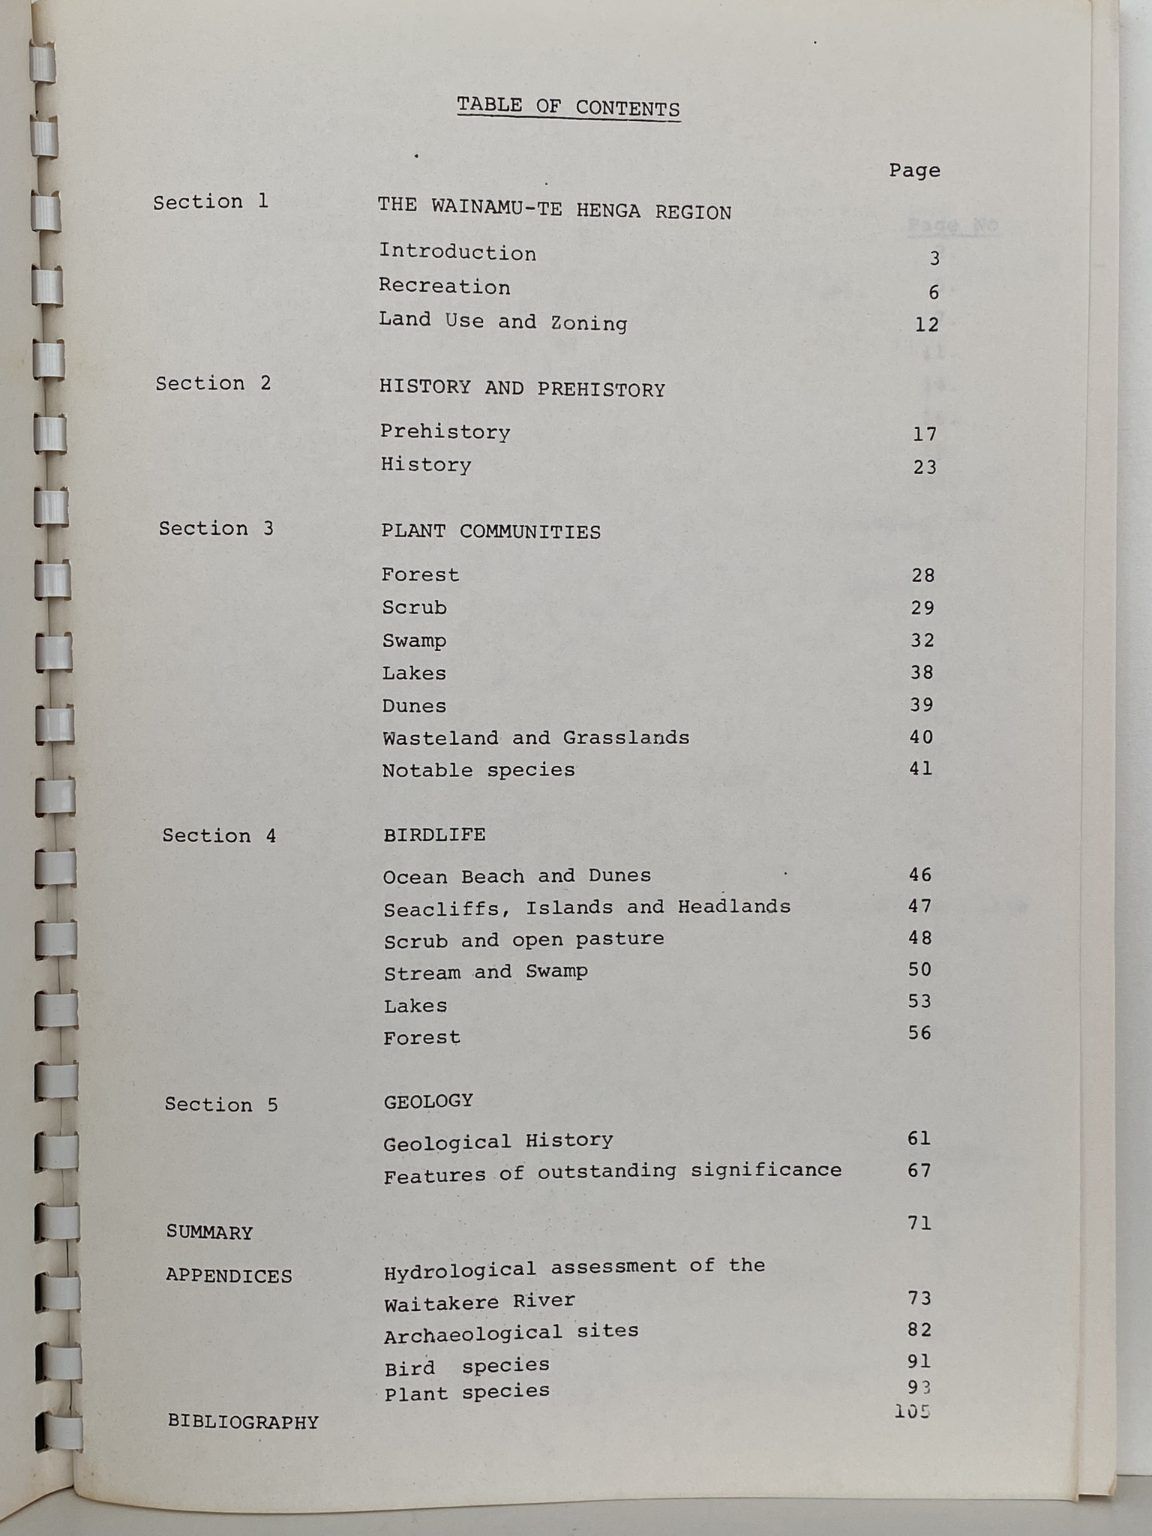 TABLE OF CONTENTS
Page
Section 1 THE WAINAMU-TE HENGA REGION
Introduction 3
Recreation 6
Land Use and Zoning 12
Section 2 HISTORY AND PREHISTORY
Prehistory 17
History 23
Section 3 PLANT COMMUNITIES
Forest 28
Scrub 29
Swamp 32
Lakes 38
Dunes 39
Wasteland and Grasslands 40
Notable species 41
Section 4 BIRDLIFE
Ocean Beach and Dunes 46
Seacliffs, Islands and Headlands 47
Scrub and open pasture 48
Stream and Swamp 50
Lakes 53
Forest 56
Section 5 GEOLOGY
Geological History 61
Features of outstanding significance 67
SUMMARY 71
APPENDICES Hydrological assessment of the
Waitakere River 73
Archaeological sites 82
Bird species 91
Plant species 93
BIBLIOGRAPHY 105
Page No